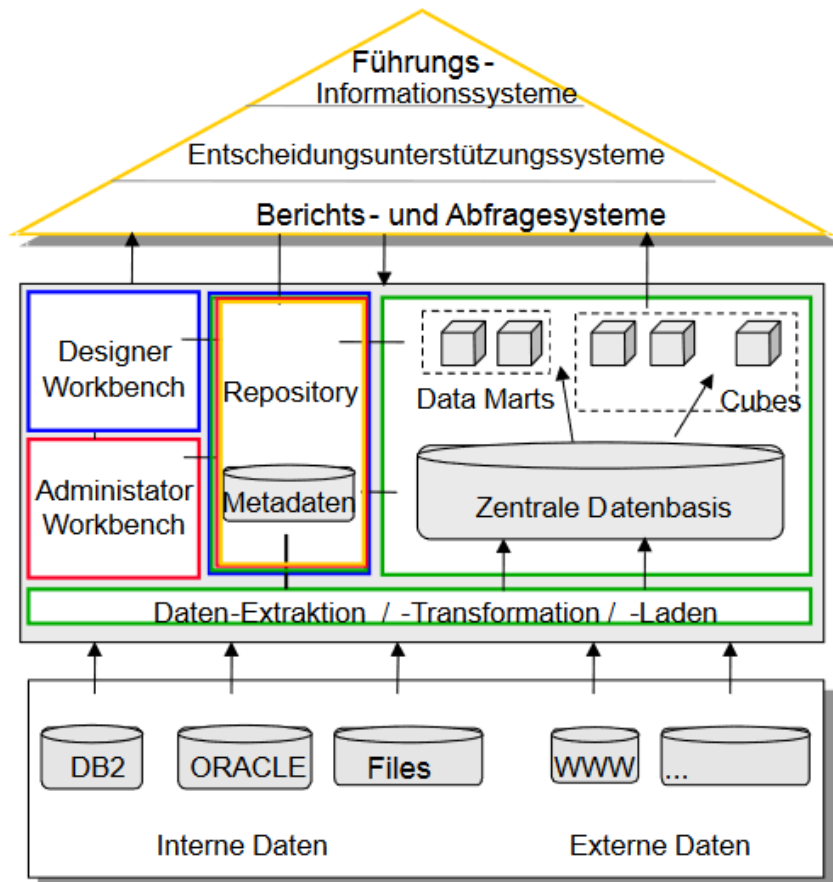 Führungs-
Informationssysteme
Entscheidungsunterstützungssysteme
Berichts- und Abfragesysteme
Designer
Workbench
Repository
Data Marts
Cubes
Administator
Workbench
Metadaten
Zentrale Datenbasis
Daten-Extraktion / -Transformation / -Laden
DB2
ORACLE
Files
WWW
...
Interne Daten
Externe Daten